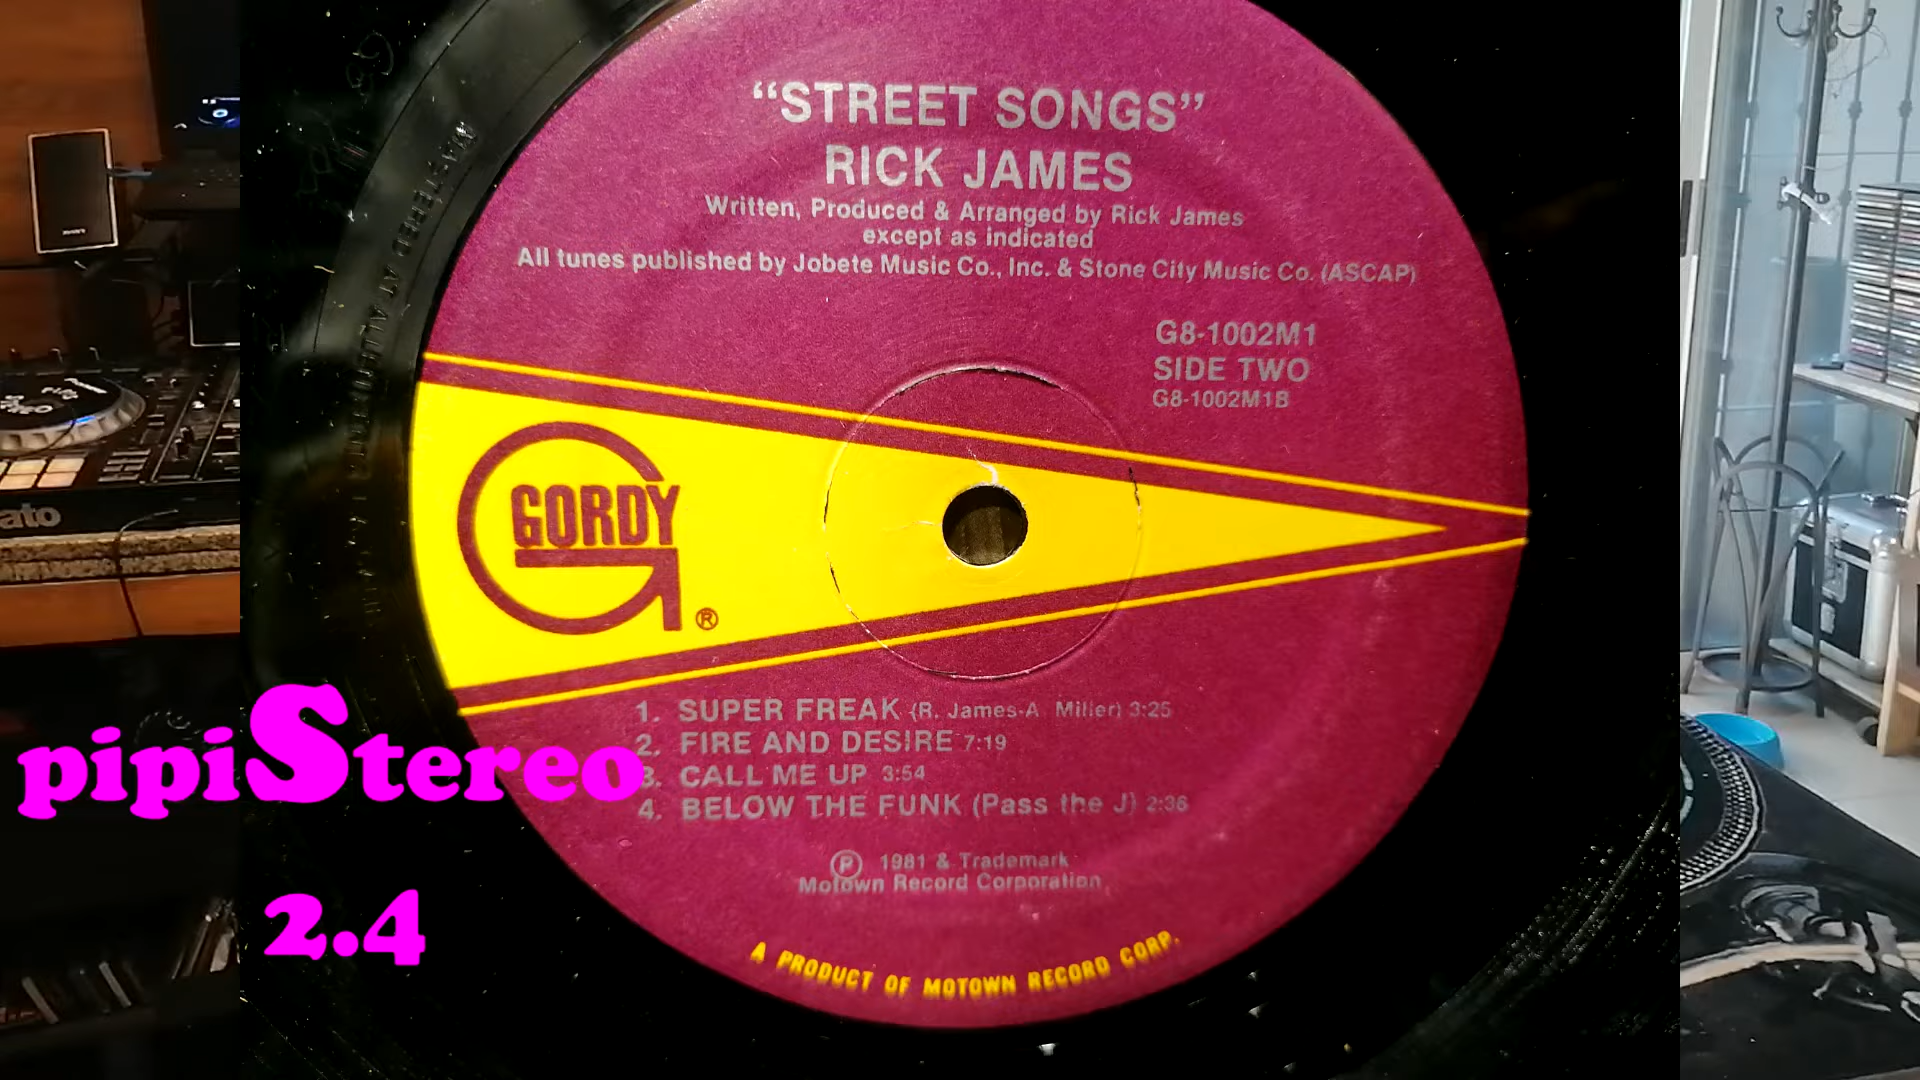 “STREET SONGS”
RICK JAMES
Written, Produced & Arranged by Rick James
except as indicated
All tunes published by Jobete Music Co., Inc. & Stone City Music Co. (ASCAP)
G8-1002M1
SIDE TWO
G8-1002M1B
GORDY
®
1. SUPER FREAK (R. James-A. Miller) 3:25
2. FIRE AND DESIRE 7:19
3. CALL ME UP 3:54
4. BELOW THE FUNK (Pass the J) 2:36
℗ 1981 & Trademark
Motown Record Corporation
A PRODUCT OF MOTOWN RECORD CORP.
pipiStereo
2.4